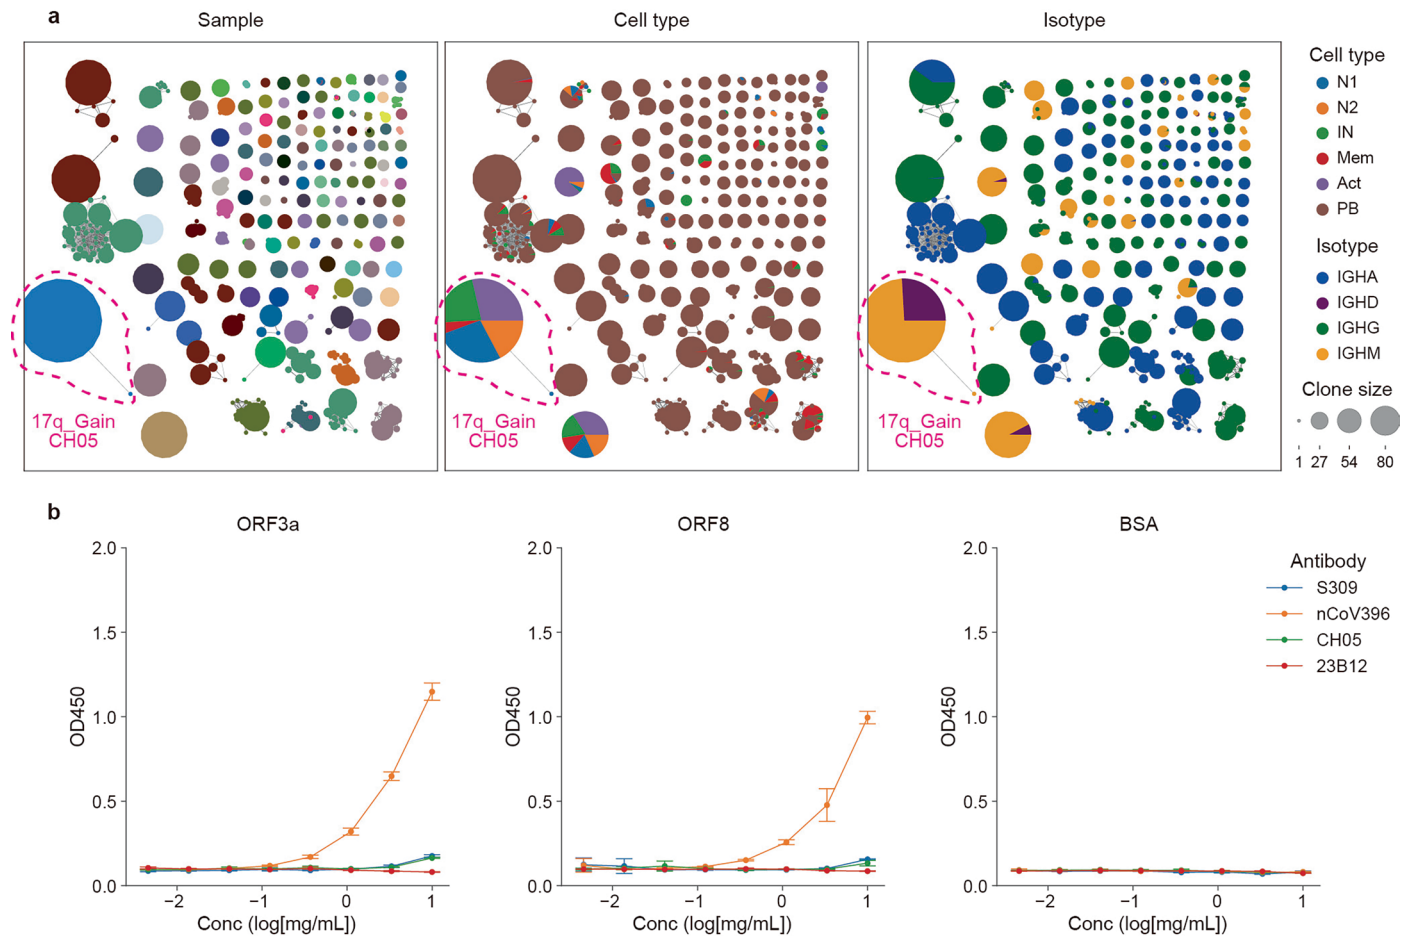 a
Sample
Cell type
Isotype
17q_Gain
CH05
17q_Gain
CH05
17q_Gain
CH05
Cell type
N1
N2
IN
Mem
Act
PB
Isotype
IGHA
IGHD
IGHG
IGHM
Clone size
1 27 54 80
b
ORF3a
OD450
2.0
1.5
1.0
0.5
0.0
−2 −1 0 1
Conc (log[mg/mL])
ORF8
OD450
2.0
1.5
1.0
0.5
0.0
−2 −1 0 1
Conc (log[mg/mL])
BSA
OD450
2.0
1.5
1.0
0.5
0.0
−2 −1 0 1
Conc (log[mg/mL])
Antibody
S309
nCoV396
CH05
23B12